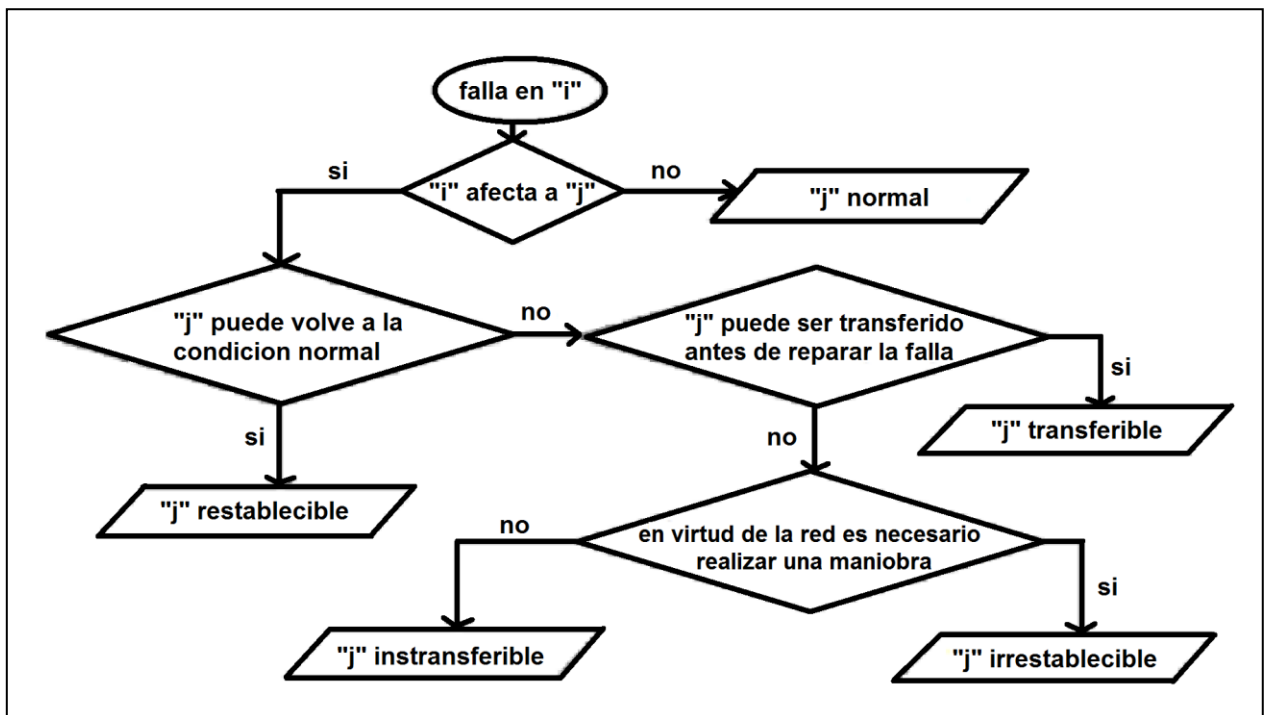 falla en "i"
si
"i" afecta a "j"
no
"j" normal
"j" puede volve a la
condicion normal
no
"j" puede ser transferido
antes de reparar la falla
si
"j" transferible
si
"j" restablecible
no
en virtud de la red es necesario
realizar una maniobra
no
"j" instransferible
si
"j" irrestablecible